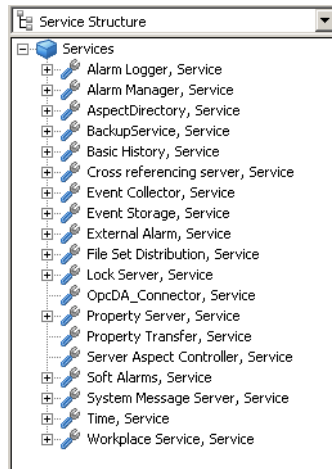 Service Structure
Services
Alarm Logger, Service
Alarm Manager, Service
AspectDirectory, Service
BackupService, Service
Basic History, Service
Cross referencing server, Service
Event Collector, Service
Event Storage, Service
External Alarm, Service
File Set Distribution, Service
Lock Server, Service
OpcDA_Connector, Service
Property Server, Service
Property Transfer, Service
Server Aspect Controller, Service
Soft Alarms, Service
System Message Server, Service
Time, Service
Workplace Service, Service